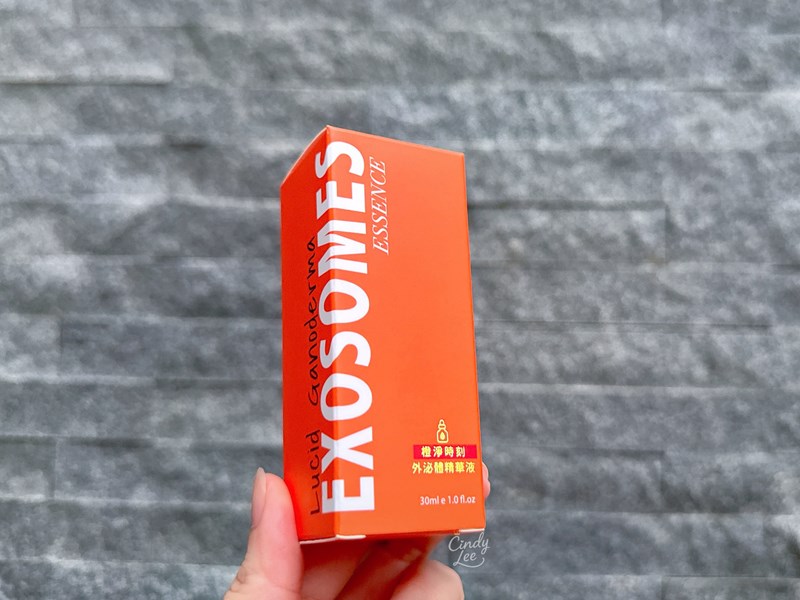 Lucid Ganoderma
EXOSOMES
ESSENCE
橙淨時刻
外泌體精華液
30ml e 1.0 fl.oz
Cindy
Lee